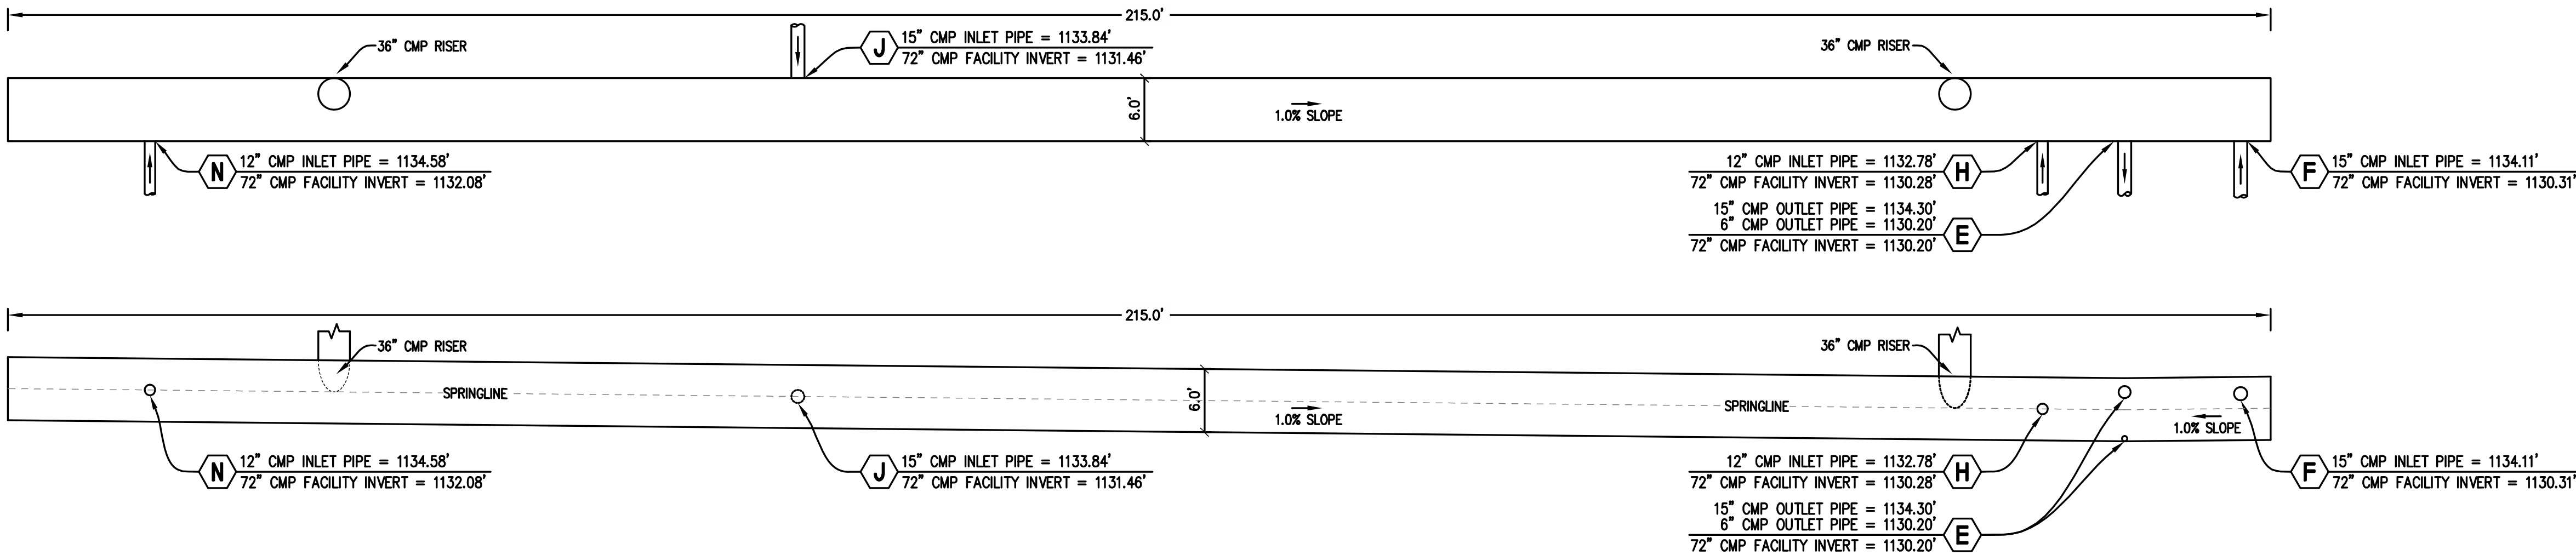 215.0'
36" CMP RISER
J
15" CMP INLET PIPE = 1133.84'
72" CMP FACILITY INVERT = 1131.46'
36" CMP RISER
6.0'
1.0% SLOPE
N
12" CMP INLET PIPE = 1134.58'
72" CMP FACILITY INVERT = 1132.08'
12" CMP INLET PIPE = 1132.78'
72" CMP FACILITY INVERT = 1130.28'
H
F
15" CMP INLET PIPE = 1134.11'
72" CMP FACILITY INVERT = 1130.31'
15" CMP OUTLET PIPE = 1134.30'
6" CMP OUTLET PIPE = 1130.20'
72" CMP FACILITY INVERT = 1130.20'
E
215.0'
36" CMP RISER
36" CMP RISER
SPRINGLINE
6.0'
1.0% SLOPE
SPRINGLINE
1.0% SLOPE
N
12" CMP INLET PIPE = 1134.58'
72" CMP FACILITY INVERT = 1132.08'
J
15" CMP INLET PIPE = 1133.84'
72" CMP FACILITY INVERT = 1131.46'
12" CMP INLET PIPE = 1132.78'
72" CMP FACILITY INVERT = 1130.28'
H
F
15" CMP INLET PIPE = 1134.11'
72" CMP FACILITY INVERT = 1130.31'
15" CMP OUTLET PIPE = 1134.30'
6" CMP OUTLET PIPE = 1130.20'
72" CMP FACILITY INVERT = 1130.20'
E